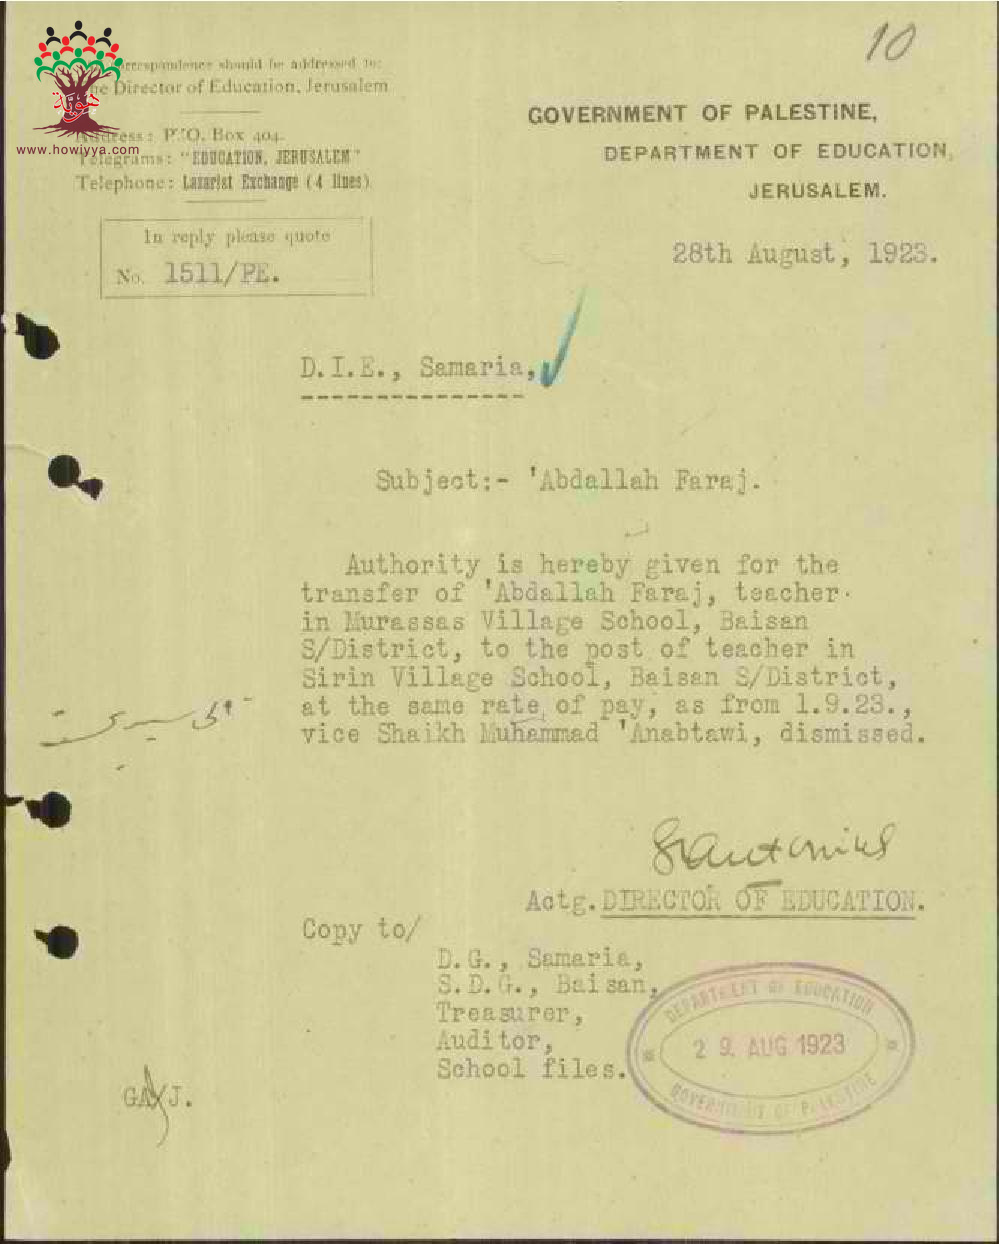 10
Correspondence should be addressed to:
The Director of Education, Jerusalem
Address: P.O. Box 404.
www.howiyya.com
Telegrams: "EDUCATION, JERUSALEM"
Telephone: Lazarist Exchange (4 lines)
In reply please quote
No. 1511/PE.
GOVERNMENT OF PALESTINE,
DEPARTMENT OF EDUCATION,
JERUSALEM.
28th August, 1923.
D.I.E., Samaria,
Subject:- 'Abdallah Faraj.
Authority is hereby given for the
transfer of 'Abdallah Faraj, teacher
in Murassas Village School, Baisan
S/District, to the post of teacher in
Sirin Village School, Baisan S/District,
at the same rate of pay, as from 1.9.23.,
vice Shaikh Muhammad 'Anabtawi, dismissed.
Antonius
Actg. DIRECTOR OF EDUCATION.
Copy to/
D.G., Samaria,
S.D.G., Baisan,
Treasurer,
Auditor,
School files.
DEPARTMENT OF EDUCATION
29 AUG 1923
GOVERNMENT OF PALESTINE